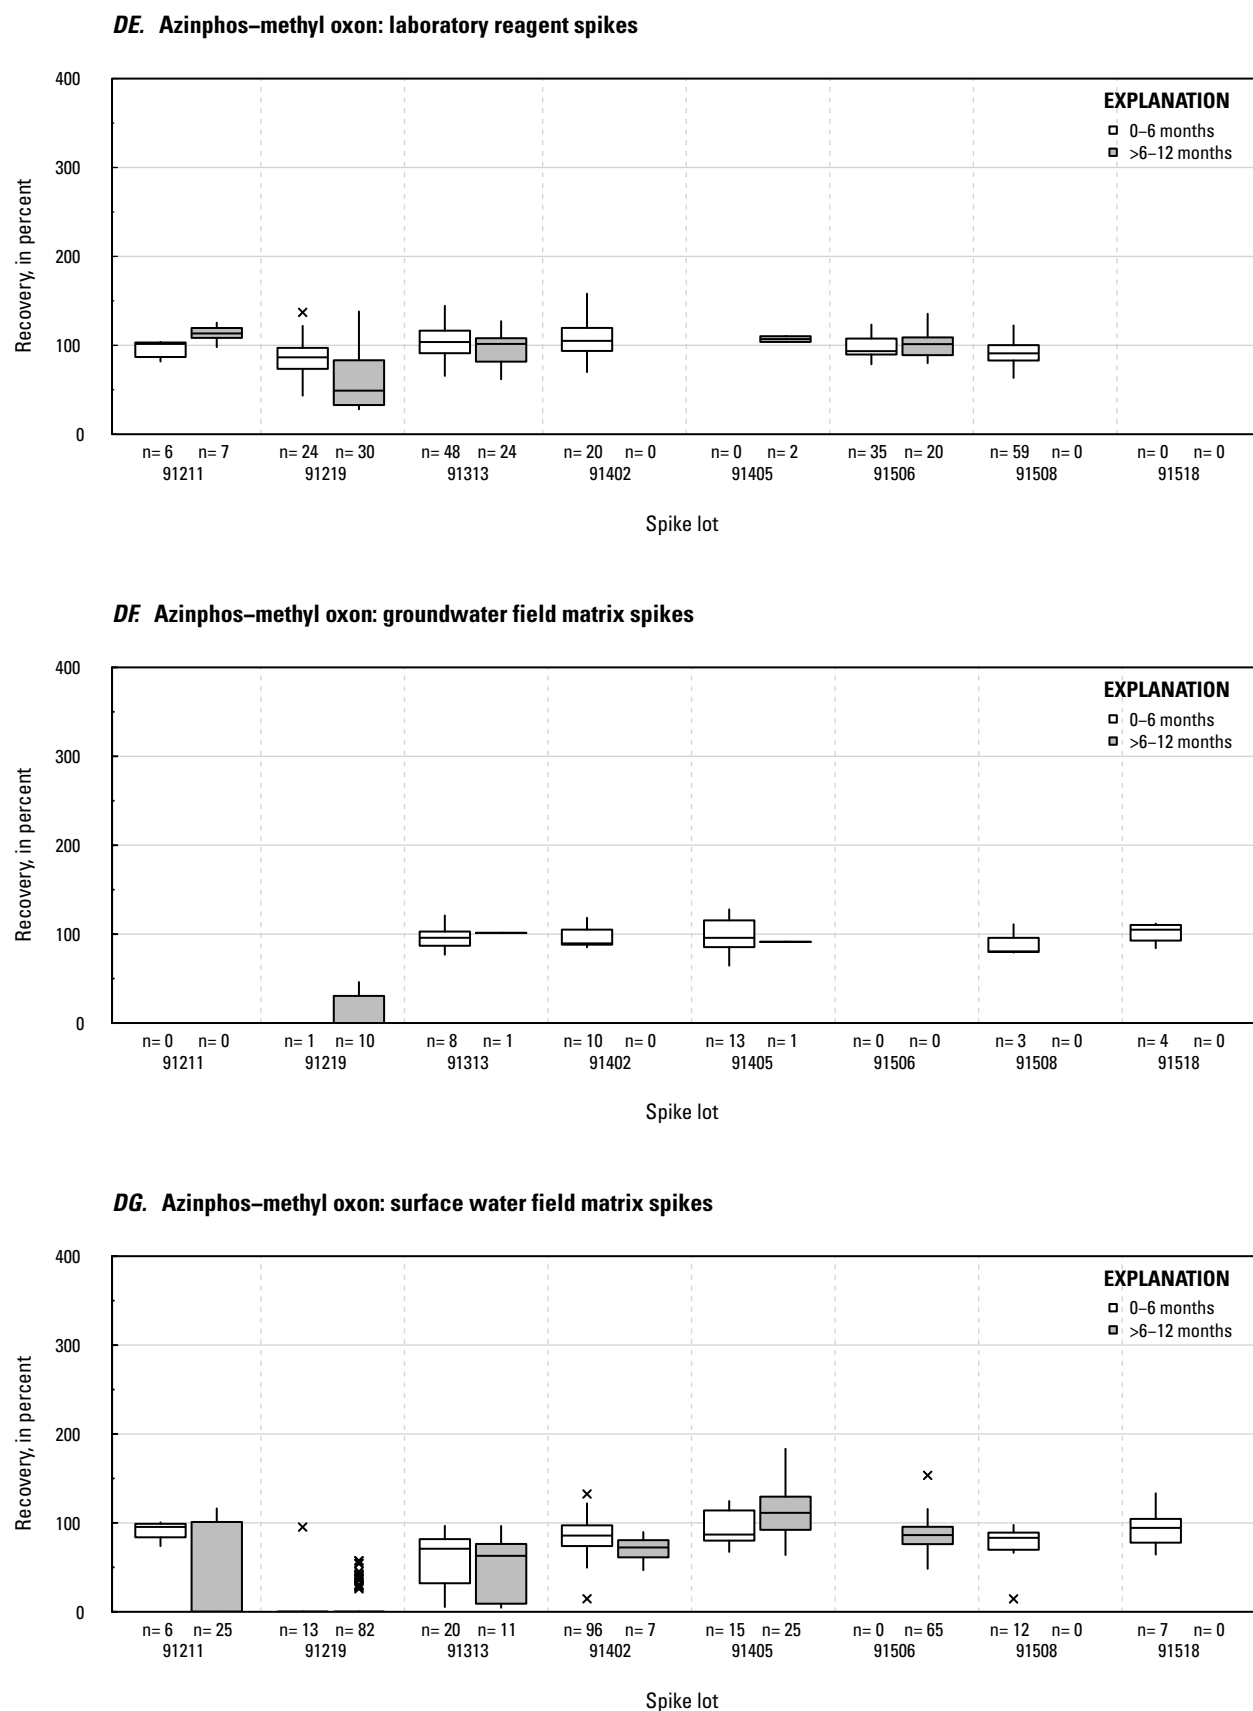 DE. Azinphos–methyl oxon: laboratory reagent spikes
400
300
200
100
0
Recovery, in percent
EXPLANATION
0–6 months
>6–12 months
n= 6 n= 7 n= 24 n= 30 n= 48 n= 24 n= 20 n= 0 n= 0 n= 2 n= 35 n= 20 n= 59 n= 0 n= 0 n= 0
91211 91219 91313 91402 91405 91506 91508 91518
Spike lot
DF. Azinphos–methyl oxon: groundwater field matrix spikes
400
300
200
100
0
Recovery, in percent
EXPLANATION
0–6 months
>6–12 months
n= 0 n= 0 n= 1 n= 10 n= 8 n= 1 n= 10 n= 0 n= 13 n= 1 n= 0 n= 0 n= 3 n= 0 n= 4 n= 0
91211 91219 91313 91402 91405 91506 91508 91518
Spike lot
DG. Azinphos–methyl oxon: surface water field matrix spikes
400
300
200
100
0
Recovery, in percent
EXPLANATION
0–6 months
>6–12 months
n= 6 n= 25 n= 13 n= 82 n= 20 n= 11 n= 96 n= 7 n= 15 n= 25 n= 0 n= 65 n= 12 n= 0 n= 7 n= 0
91211 91219 91313 91402 91405 91506 91508 91518
Spike lot